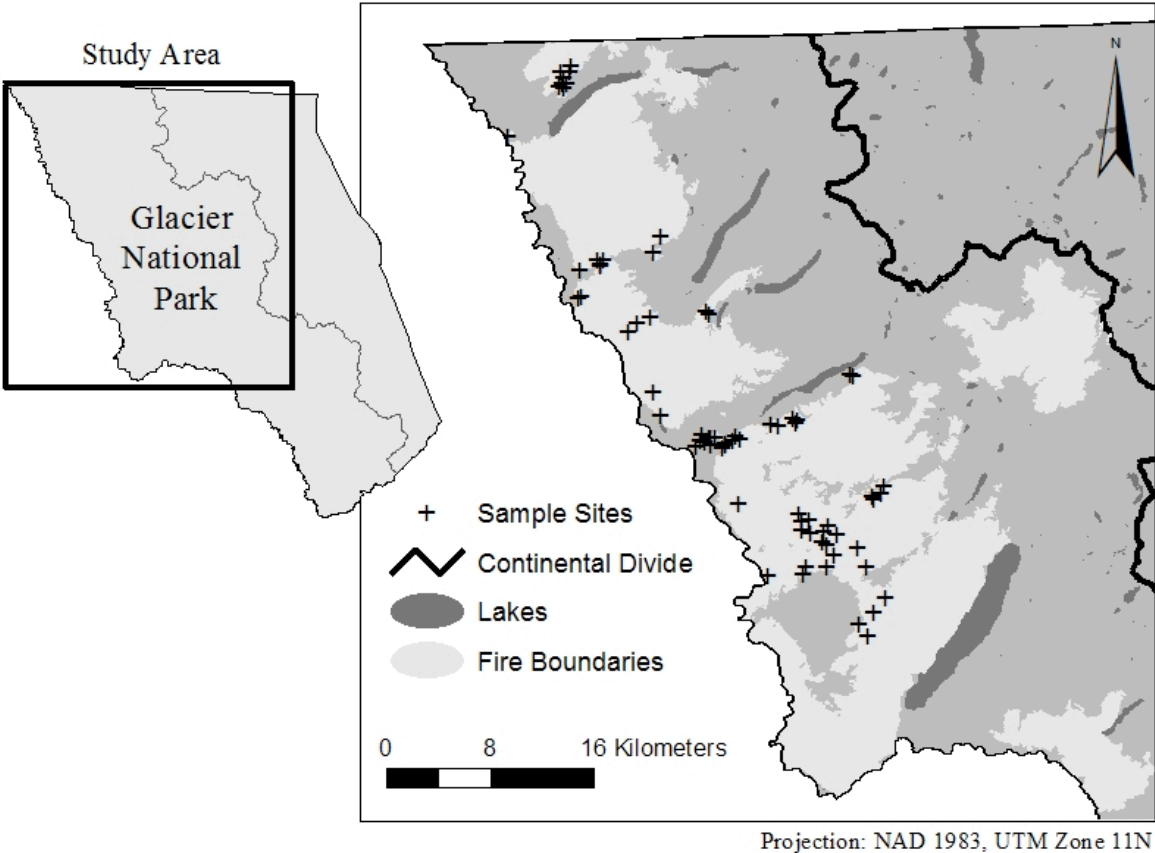 Study Area
Glacier
National
Park
N
Sample Sites
Continental Divide
Lakes
Fire Boundaries
0 8 16 Kilometers
Projection: NAD 1983, UTM Zone 11N